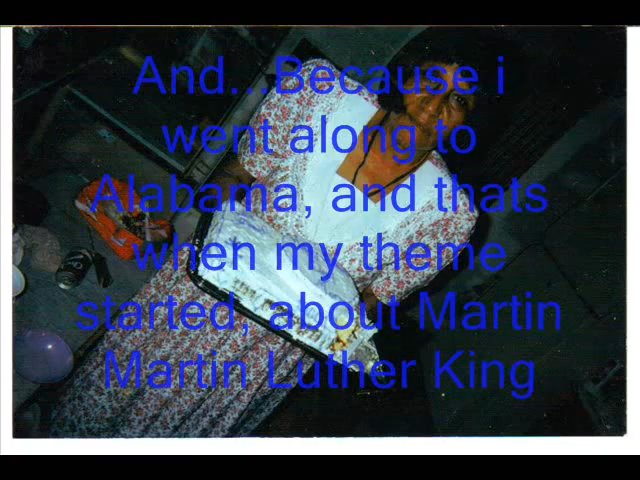 And...Because i
went along to
Alabama, and thats
when my theme
started, about Martin
Martin Luther King